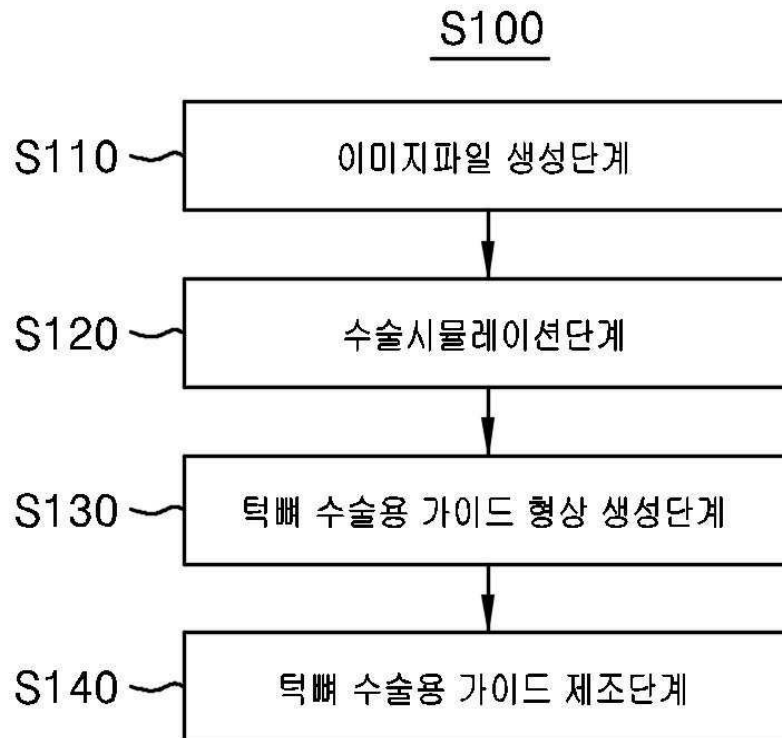 S100
S110 이미지파일 생성단계
S120 수술시뮬레이션단계
S130 턱뼈 수술용 가이드 형상 생성단계
S140 턱뼈 수술용 가이드 제조단계